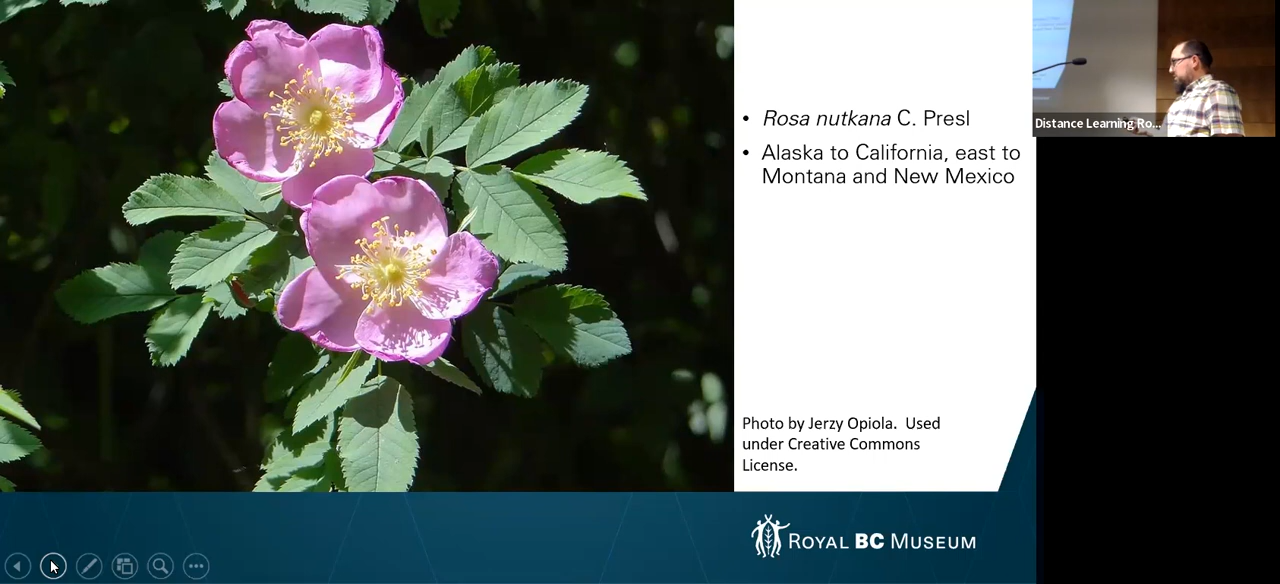 • Rosa nutkana C. Presl
• Alaska to California, east to
Montana and New Mexico
Distance Learning Ro...
Photo by Jerzy Opiola.  Used
under Creative Commons
License.
ROYAL BC MUSEUM